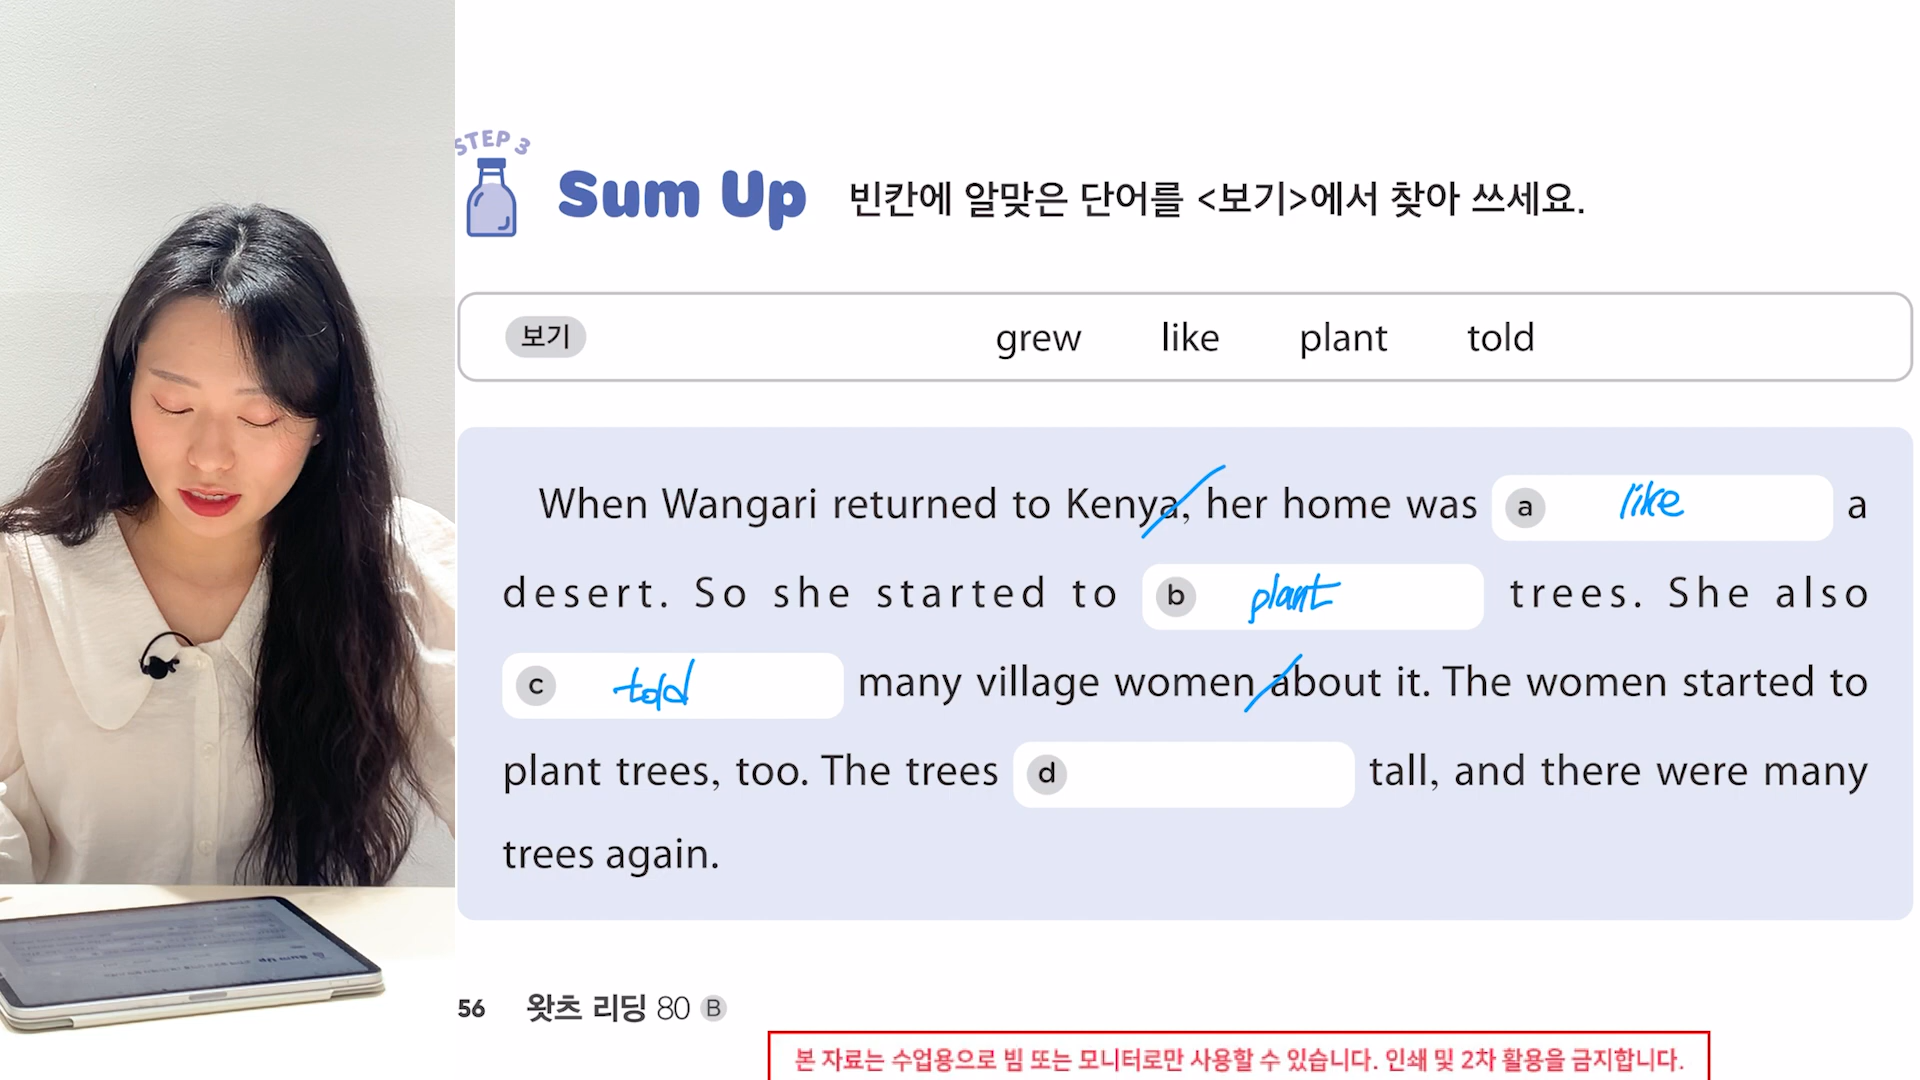 STEP 3
Sum Up 빈칸에 알맞은 단어를 <보기>에서 찾아 쓰세요.
보기 grew like plant told
When Wangari returned to Kenya, her home was a like a
desert. So she started to b plant trees. She also
c told many village women about it. The women started to
plant trees, too. The trees d tall, and there were many
trees again.
56 왓츠 리딩 80 B
본 자료는 수업용으로 빔 또는 모니터로만 사용할 수 있습니다. 인쇄 및 2차 활용을 금지합니다.